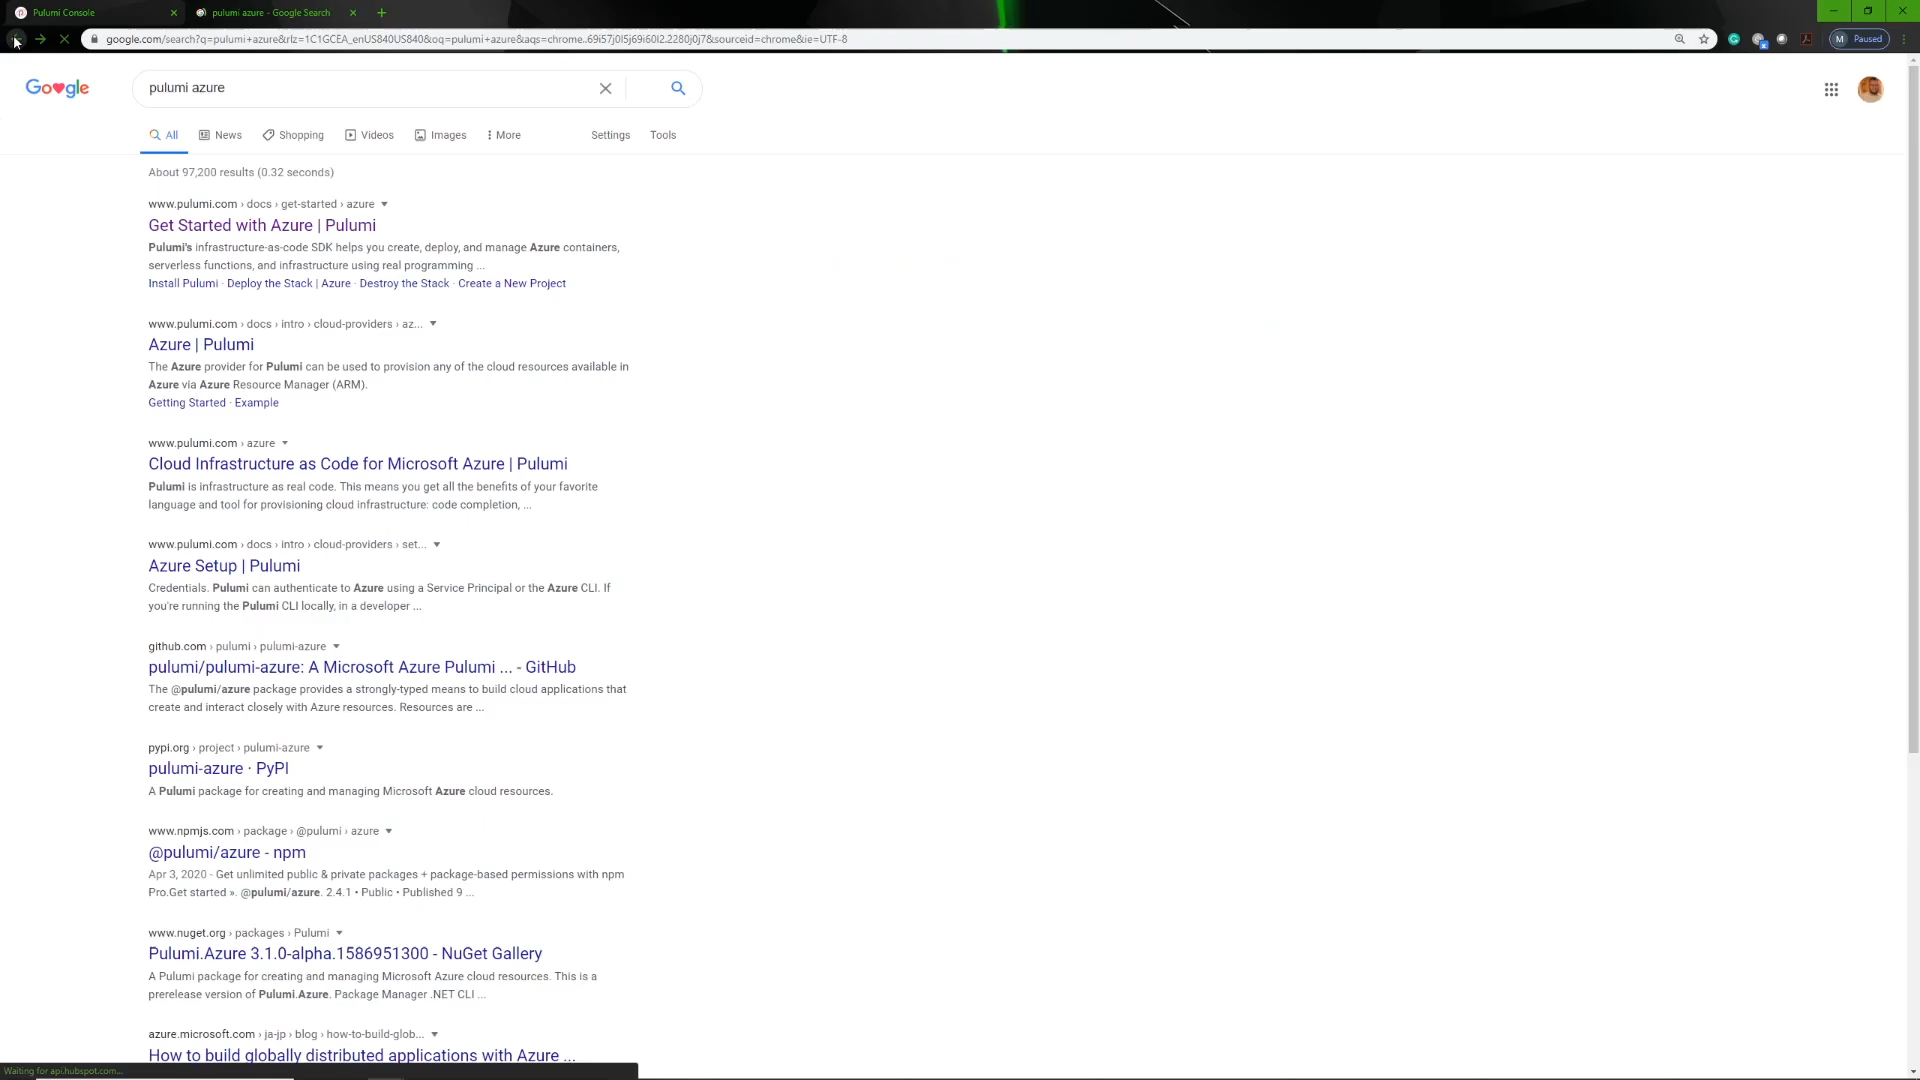 Pulumi Console
pulumi azure - Google Search
google.com/search?q=pulumi+azure&rlz=1C1GCEA_enUS840US840&oq=pulumi+azure&aqs=chrome..69i57j0l5j69i60l2.2280j0j7&sourceid=chrome&ie=UTF-8
M Paused
Google
pulumi azure
All News Shopping Videos Images More Settings Tools
About 97,200 results (0.32 seconds)
www.pulumi.com › docs › get-started › azure
Get Started with Azure | Pulumi
Pulumi's infrastructure-as-code SDK helps you create, deploy, and manage Azure containers,
serverless functions, and infrastructure using real programming ...
Install Pulumi · Deploy the Stack | Azure · Destroy the Stack · Create a New Project
www.pulumi.com › docs › intro › cloud-providers › az...
Azure | Pulumi
The Azure provider for Pulumi can be used to provision any of the cloud resources available in
Azure via Azure Resource Manager (ARM).
Getting Started · Example
www.pulumi.com › azure
Cloud Infrastructure as Code for Microsoft Azure | Pulumi
Pulumi is infrastructure as real code. This means you get all the benefits of your favorite
language and tool for provisioning cloud infrastructure: code completion, ...
www.pulumi.com › docs › intro › cloud-providers › set...
Azure Setup | Pulumi
Credentials. Pulumi can authenticate to Azure using a Service Principal or the Azure CLI. If
you're running the Pulumi CLI locally, in a developer ...
github.com › pulumi › pulumi-azure
pulumi/pulumi-azure: A Microsoft Azure Pulumi ... - GitHub
The @pulumi/azure package provides a strongly-typed means to build cloud applications that
create and interact closely with Azure resources. Resources are ...
pypi.org › project › pulumi-azure
pulumi-azure · PyPI
A Pulumi package for creating and managing Microsoft Azure cloud resources.
www.npmjs.com › package › @pulumi › azure
@pulumi/azure - npm
Apr 3, 2020 - Get unlimited public & private packages + package-based permissions with npm
Pro.Get started ». @pulumi/azure. 2.4.1 • Public • Published 9 ...
www.nuget.org › packages › Pulumi
Pulumi.Azure 3.1.0-alpha.1586951300 - NuGet Gallery
A Pulumi package for creating and managing Microsoft Azure cloud resources. This is a
prerelease version of Pulumi.Azure. Package Manager .NET CLI ...
azure.microsoft.com › ja-jp › blog › how-to-build-glob...
How to build globally distributed applications with Azure ...
Waiting for api.hubspot.com...